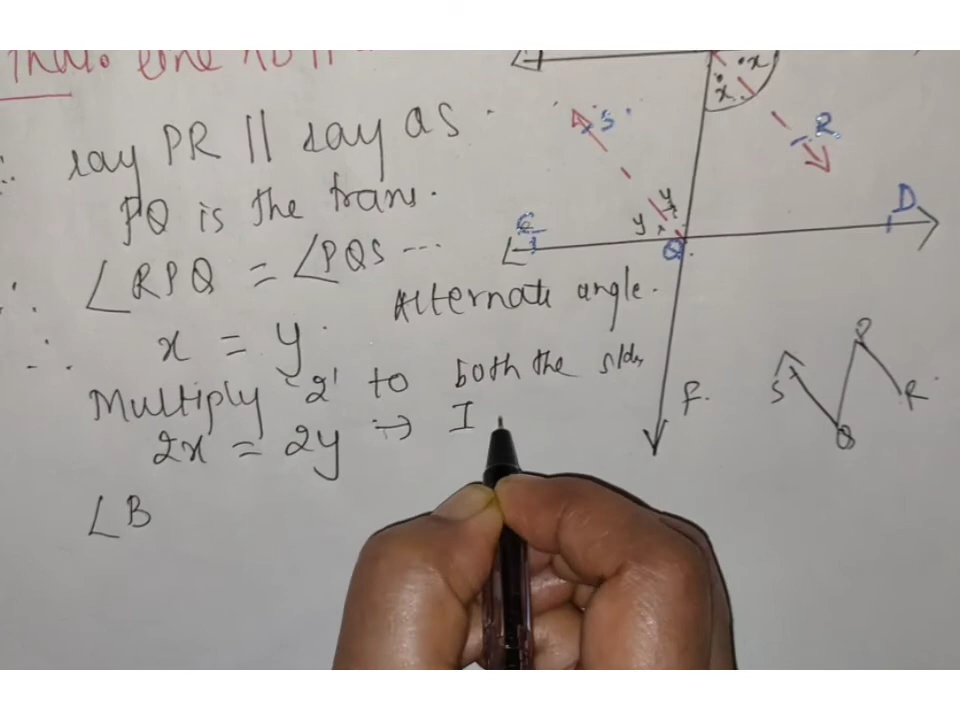 ∴ ray PR || ray QS.
PQ is the trans.
∴ ∠RPQ = ∠PQS ... Alternate angle.
∴ x = y.
Multiply '2' to both the sides
2x = 2y → I
∠B
x
x
S
R
C
y
y
x
Q
D
F.
P
S
R
Q